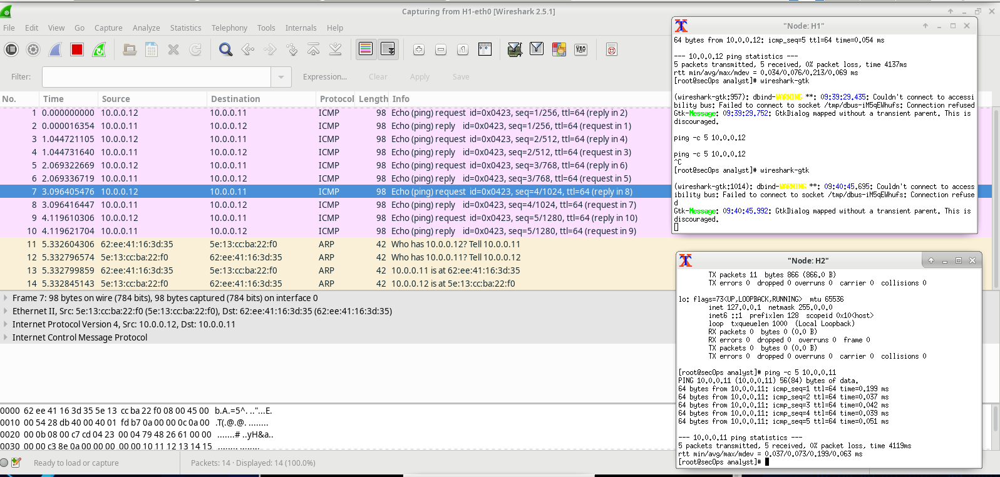 Capturing from H1-eth0 [Wireshark 2.5.1]
File Edit View Go Capture Analyze Statistics Telephony Tools Internals Help
Filter: Expression... Clear Apply Save
No. Time Source Destination Protocol Length Info
1 0.000000000 10.0.0.12 10.0.0.11 ICMP 98 Echo (ping) request id=0x0423, seq=1/256, ttl=64 (reply in 2)
2 0.000016354 10.0.0.11 10.0.0.12 ICMP 98 Echo (ping) reply id=0x0423, seq=1/256, ttl=64 (request in 1)
3 1.044721105 10.0.0.12 10.0.0.11 ICMP 98 Echo (ping) request id=0x0423, seq=2/512, ttl=64 (reply in 4)
4 1.044731640 10.0.0.11 10.0.0.12 ICMP 98 Echo (ping) reply id=0x0423, seq=2/512, ttl=64 (request in 3)
5 2.069322669 10.0.0.12 10.0.0.11 ICMP 98 Echo (ping) request id=0x0423, seq=3/768, ttl=64 (reply in 6)
6 2.069336719 10.0.0.11 10.0.0.12 ICMP 98 Echo (ping) reply id=0x0423, seq=3/768, ttl=64 (request in 5)
7 3.096405476 10.0.0.12 10.0.0.11 ICMP 98 Echo (ping) request id=0x0423, seq=4/1024, ttl=64 (reply in 8)
8 3.096416447 10.0.0.11 10.0.0.12 ICMP 98 Echo (ping) reply id=0x0423, seq=4/1024, ttl=64 (request in 7)
9 4.119610306 10.0.0.12 10.0.0.11 ICMP 98 Echo (ping) request id=0x0423, seq=5/1280, ttl=64 (reply in 10)
10 4.119621704 10.0.0.11 10.0.0.12 ICMP 98 Echo (ping) reply id=0x0423, seq=5/1280, ttl=64 (request in 9)
11 5.332604306 62:ee:41:16:3d:35 5e:13:cc:ba:22:f0 ARP 42 Who has 10.0.0.12? Tell 10.0.0.11
12 5.332796574 5e:13:cc:ba:22:f0 62:ee:41:16:3d:35 ARP 42 Who has 10.0.0.11? Tell 10.0.0.12
13 5.332799859 62:ee:41:16:3d:35 5e:13:cc:ba:22:f0 ARP 42 10.0.0.11 is at 62:ee:41:16:3d:35
14 5.332845143 5e:13:cc:ba:22:f0 62:ee:41:16:3d:35 ARP 42 10.0.0.12 is at 5e:13:cc:ba:22:f0
Frame 7: 98 bytes on wire (784 bits), 98 bytes captured (784 bits) on interface 0
Ethernet II, Src: 5e:13:cc:ba:22:f0 (5e:13:cc:ba:22:f0), Dst: 62:ee:41:16:3d:35 (62:ee:41:16:3d:35)
Internet Protocol Version 4, Src: 10.0.0.12, Dst: 10.0.0.11
Internet Control Message Protocol
0000 62 ee 41 16 3d 35 5e 13 cc ba 22 f0 08 00 45 00 b.A.=5^. .."...E.
0010 00 54 28 db 40 00 40 01 fd b7 0a 00 00 0c 0a 00 .T(.@.@. ........
0020 00 0b 08 00 c7 cd 04 23 00 04 79 48 26 61 00 00 .......# ..yH&a..
0030 00 00 c3 8e 0a 00 00 00 00 00 10 11 12 13 14 15 ........ ........
Ready to load or capture Packets: 14 · Displayed: 14 (100.0%)
"Node: H1"
64 bytes from 10.0.0.12: icmp_seq=5 ttl=64 time=0.054 ms
--- 10.0.0.12 ping statistics ---
5 packets transmitted, 5 received, 0% packet loss, time 4137ms
rtt min/avg/max/mdev = 0.034/0.076/0.213/0.069 ms
[root@secOps analyst]# wireshark-gtk
(wireshark-gtk:957): dbind-WARNING **: 09:39:29.435: Couldn't connect to accessi
bility bus: Failed to connect to socket /tmp/dbus-iM5qEWhufs: Connection refused
Gtk-Message: 09:39:29.752: GtkDialog mapped without a transient parent. This is
discouraged.
ping -c 5 10.0.0.12
ping -c 5 10.0.0.12
^C
[root@secOps analyst]# wireshark-gtk
(wireshark-gtk:1014): dbind-WARNING **: 09:40:45.695: Couldn't connect to access
ibility bus: Failed to connect to socket /tmp/dbus-iM5qEWhufs: Connection refuse
d
Gtk-Message: 09:40:45.992: GtkDialog mapped without a transient parent. This is
discouraged.
"Node: H2"
TX packets 11 bytes 866 (866.0 B)
TX errors 0 dropped 0 overruns 0 carrier 0 collisions 0
lo: flags=73<UP,LOOPBACK,RUNNING> mtu 65536
inet 127.0.0.1 netmask 255.0.0.0
inet6 ::1 prefixlen 128 scopeid 0x10<host>
loop txqueuelen 1000 (Local Loopback)
RX packets 0 bytes 0 (0.0 B)
RX errors 0 dropped 0 overruns 0 frame 0
TX packets 0 bytes 0 (0.0 B)
TX errors 0 dropped 0 overruns 0 carrier 0 collisions 0
[root@secOps analyst]# ping -c 5 10.0.0.11
PING 10.0.0.11 (10.0.0.11) 56(84) bytes of data.
64 bytes from 10.0.0.11: icmp_seq=1 ttl=64 time=0.199 ms
64 bytes from 10.0.0.11: icmp_seq=2 ttl=64 time=0.037 ms
64 bytes from 10.0.0.11: icmp_seq=3 ttl=64 time=0.042 ms
64 bytes from 10.0.0.11: icmp_seq=4 ttl=64 time=0.039 ms
64 bytes from 10.0.0.11: icmp_seq=5 ttl=64 time=0.051 ms
--- 10.0.0.11 ping statistics ---
5 packets transmitted, 5 received, 0% packet loss, time 4119ms
rtt min/avg/max/mdev = 0.037/0.073/0.199/0.063 ms
[root@secOps analyst]#